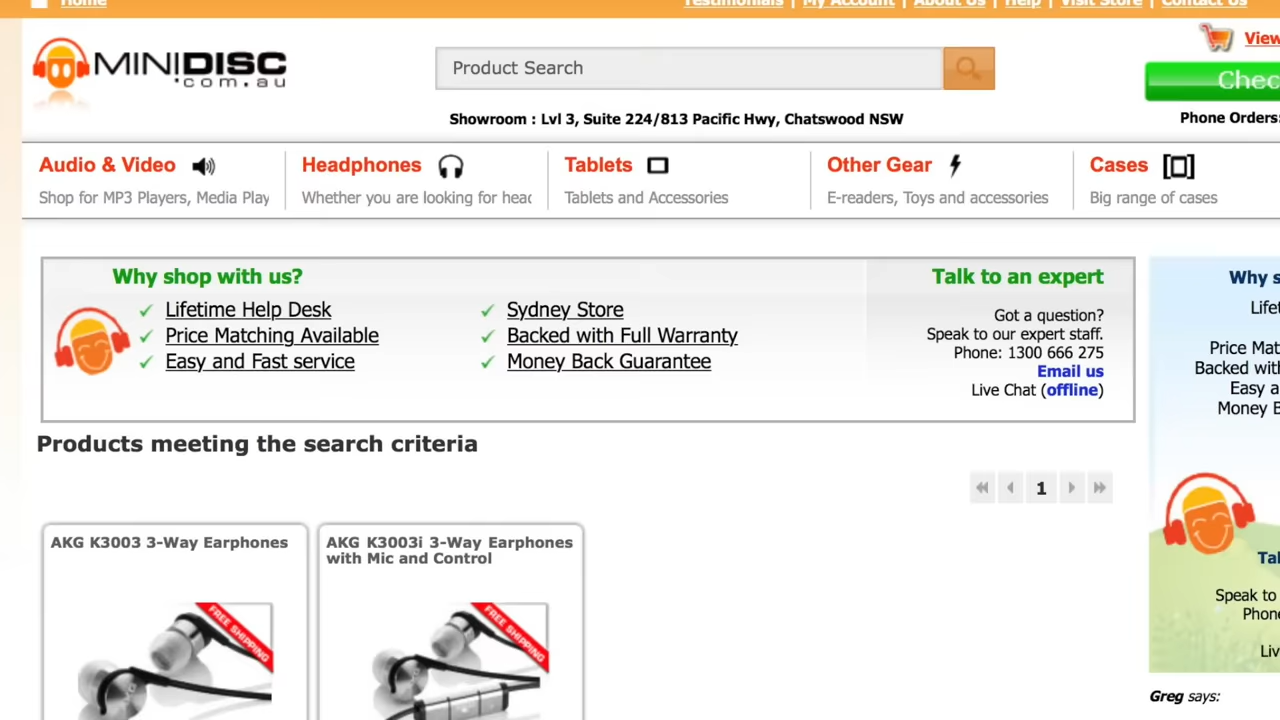 Home
Testimonials | My Account | About Us | Help | Visit Store | Contact Us
MINIDISC
.com.au
Product Search
View
Chec
Showroom : Lvl 3, Suite 224/813 Pacific Hwy, Chatswood NSW
Phone Orders:
Audio & Video
Headphones
Tablets
Other Gear
Cases
Shop for MP3 Players, Media Play
Whether you are looking for head
Tablets and Accessories
E-readers, Toys and accessories
Big range of cases
Why shop with us?
Lifetime Help Desk
Price Matching Available
Easy and Fast service
Sydney Store
Backed with Full Warranty
Money Back Guarantee
Talk to an expert
Got a question?
Speak to our expert staff.
Phone: 1300 666 275
Email us
Live Chat (offline)
Why s
Lifet
Price Mat
Backed with
Easy a
Money B
Products meeting the search criteria
1
AKG K3003 3-Way Earphones
FREE SHIPPING
AKG K3003i 3-Way Earphones
with Mic and Control
FREE SHIPPING
Tal
Speak to
Phon
Liv
Greg says: